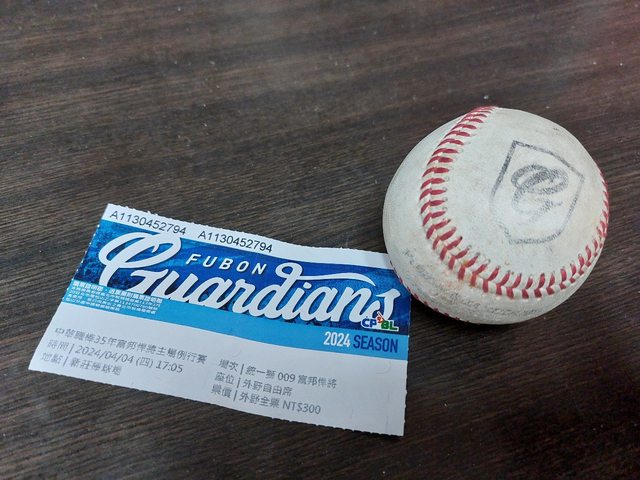 A1130452794 A1130452794
FUBON
Guardians
CPBL
2024 SEASON
中華職棒35年富邦悍將主場例行賽
時間 | 2024/04/04 (四) 17:05
地點 | 新莊棒球場
場次 | 統一獅 009 富邦悍將
座位 | 外野自由席
票價 | 外野全票 NT$300